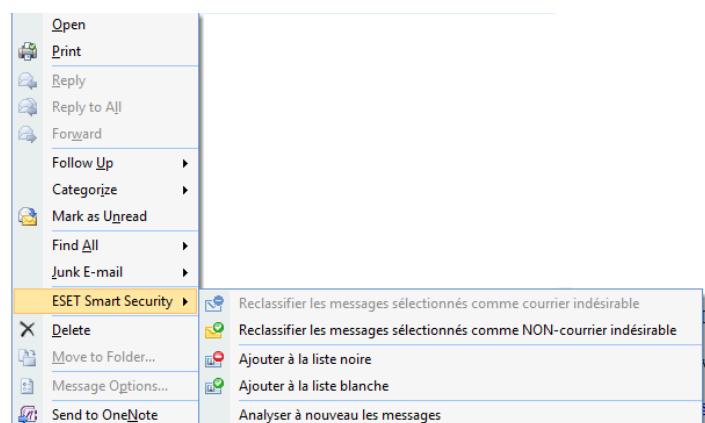 Open
Print
Reply
Reply to All
Forward
Follow Up
Categorize
Mark as Unread
Find All
Junk E-mail
ESET Smart Security
Delete
Move to Folder...
Message Options...
Send to OneNote
Reclassifier les messages sélectionnés comme courrier indésirable
Reclassifier les messages sélectionnés comme NON-courrier indésirable
Ajouter à la liste noire
Ajouter à la liste blanche
Analyser à nouveau les messages